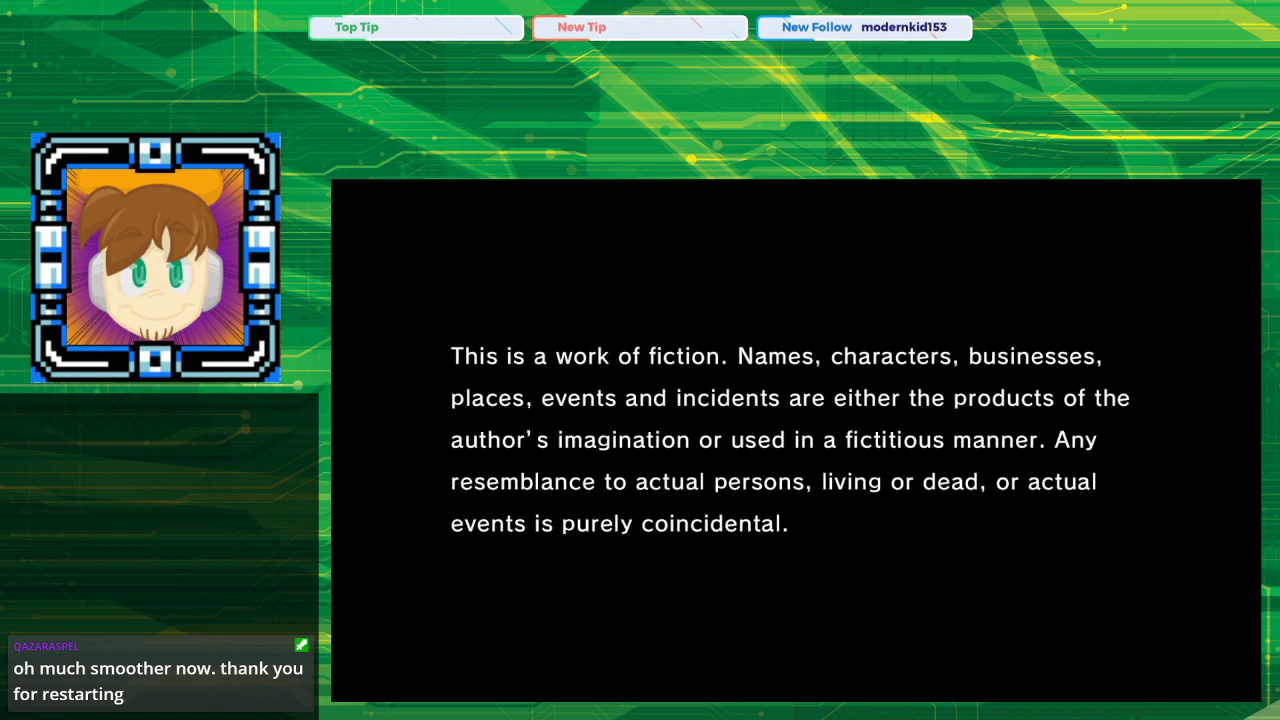 Top Tip
New Tip
New Follow modernkid153
This is a work of fiction. Names, characters, businesses,
places, events and incidents are either the products of the
author's imagination or used in a fictitious manner. Any
resemblance to actual persons, living or dead, or actual
events is purely coincidental.
QAZARASPEL
oh much smoother now. thank you
for restarting